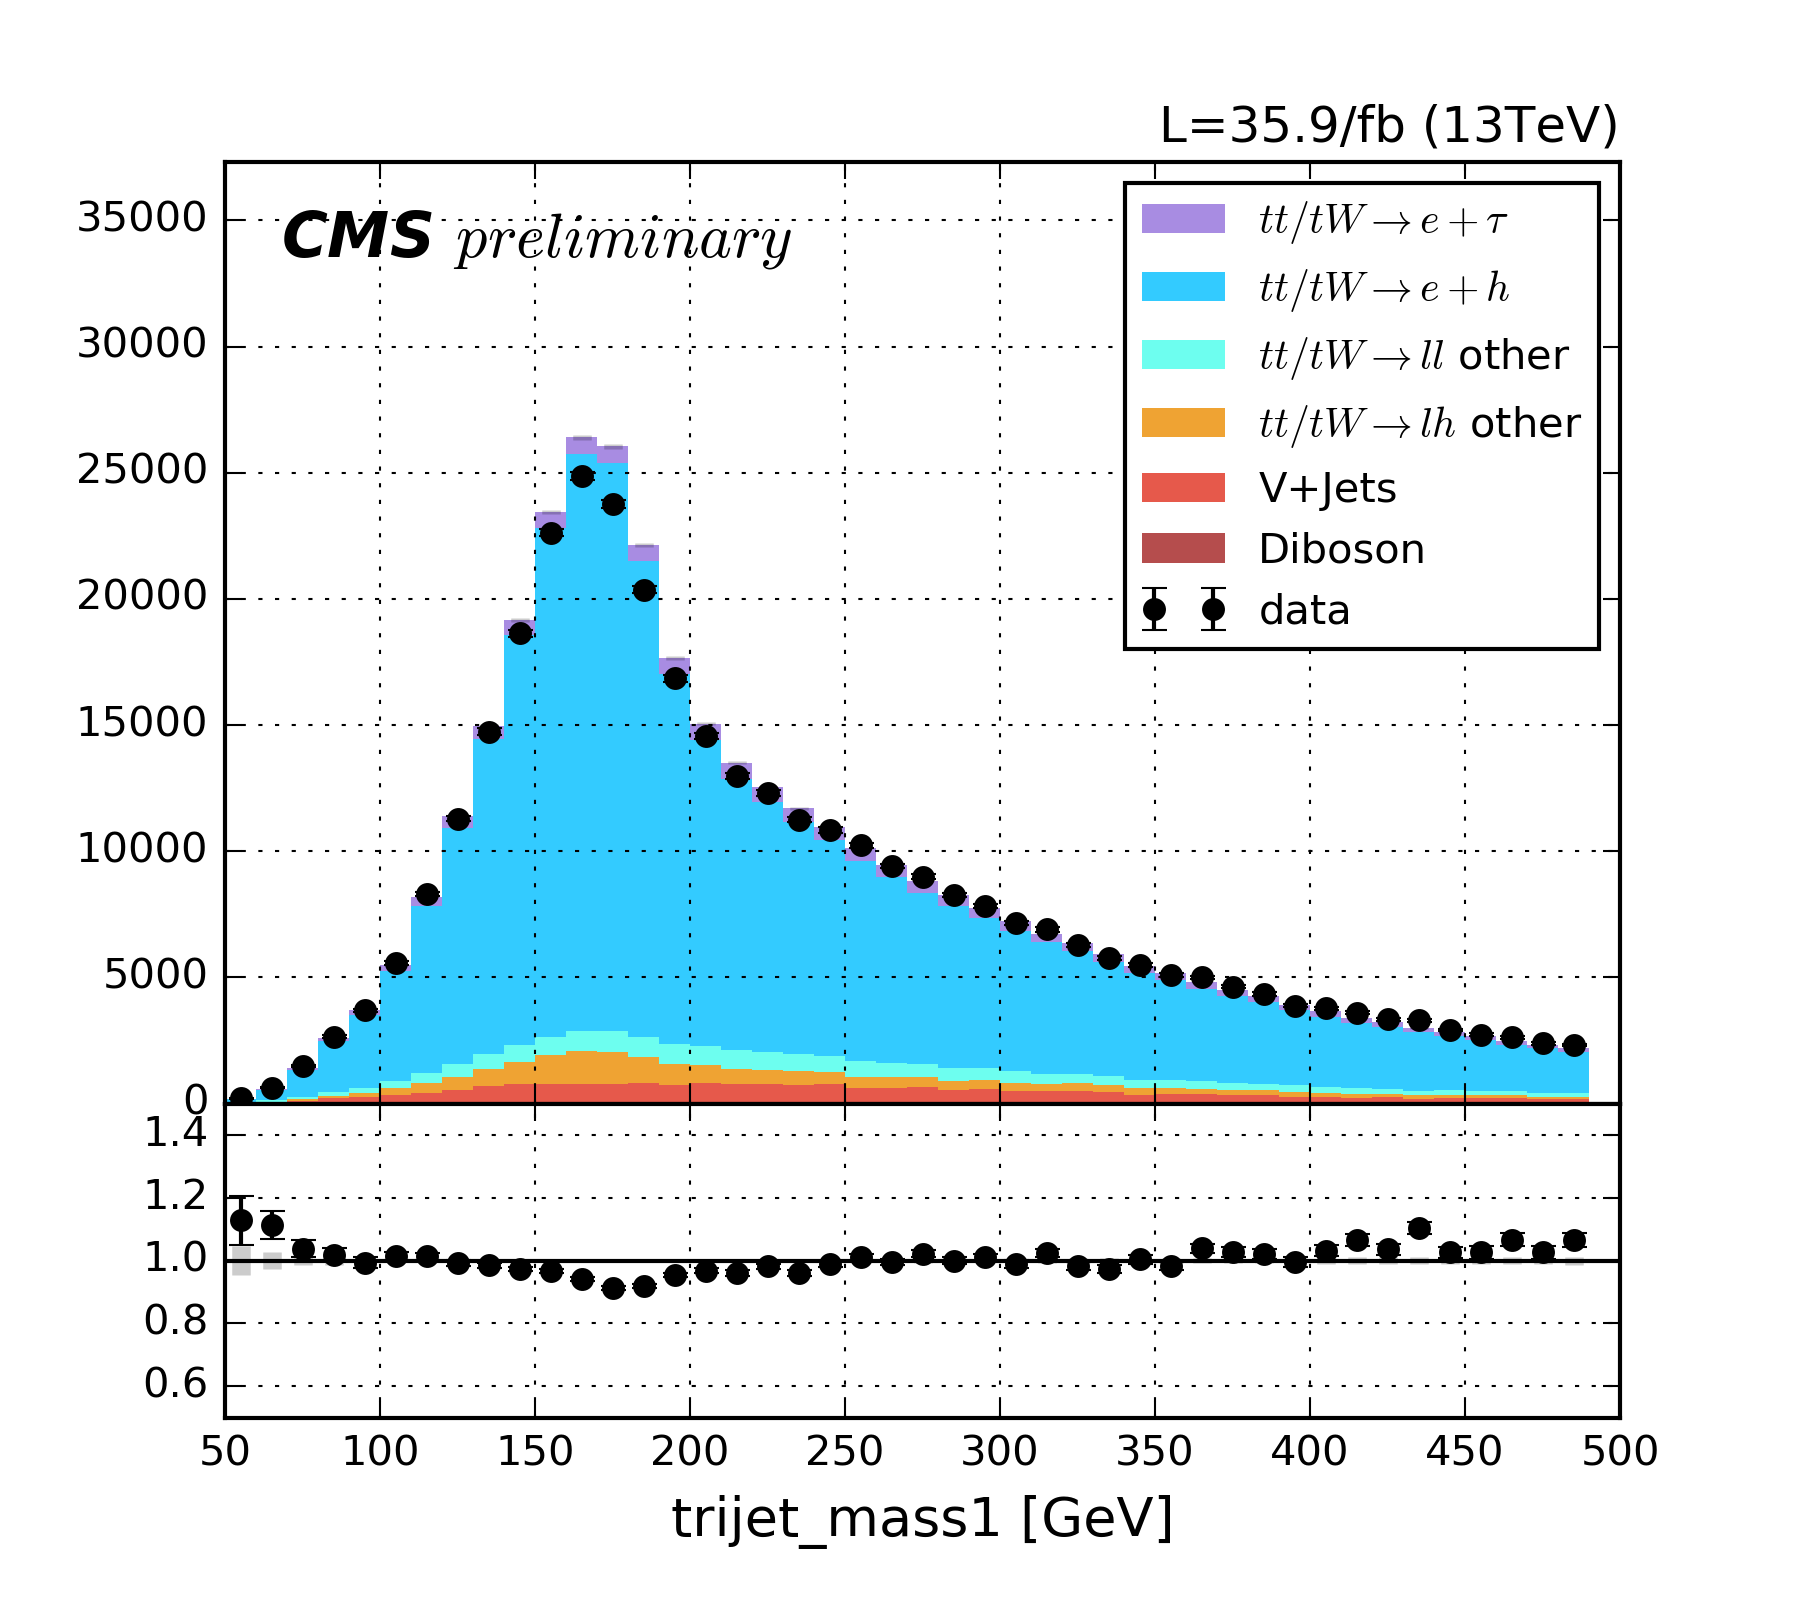 L=35.9/fb (13TeV)
CMS preliminary
35000
30000
25000
20000
15000
10000
5000
0
tt/tW → e + τ
tt/tW → e + h
tt/tW → ll other
tt/tW → lh other
V+Jets
Diboson
data
1.4
1.2
1.0
0.8
0.6
50 100 150 200 250 300 350 400 450 500
trijet_mass1 [GeV]